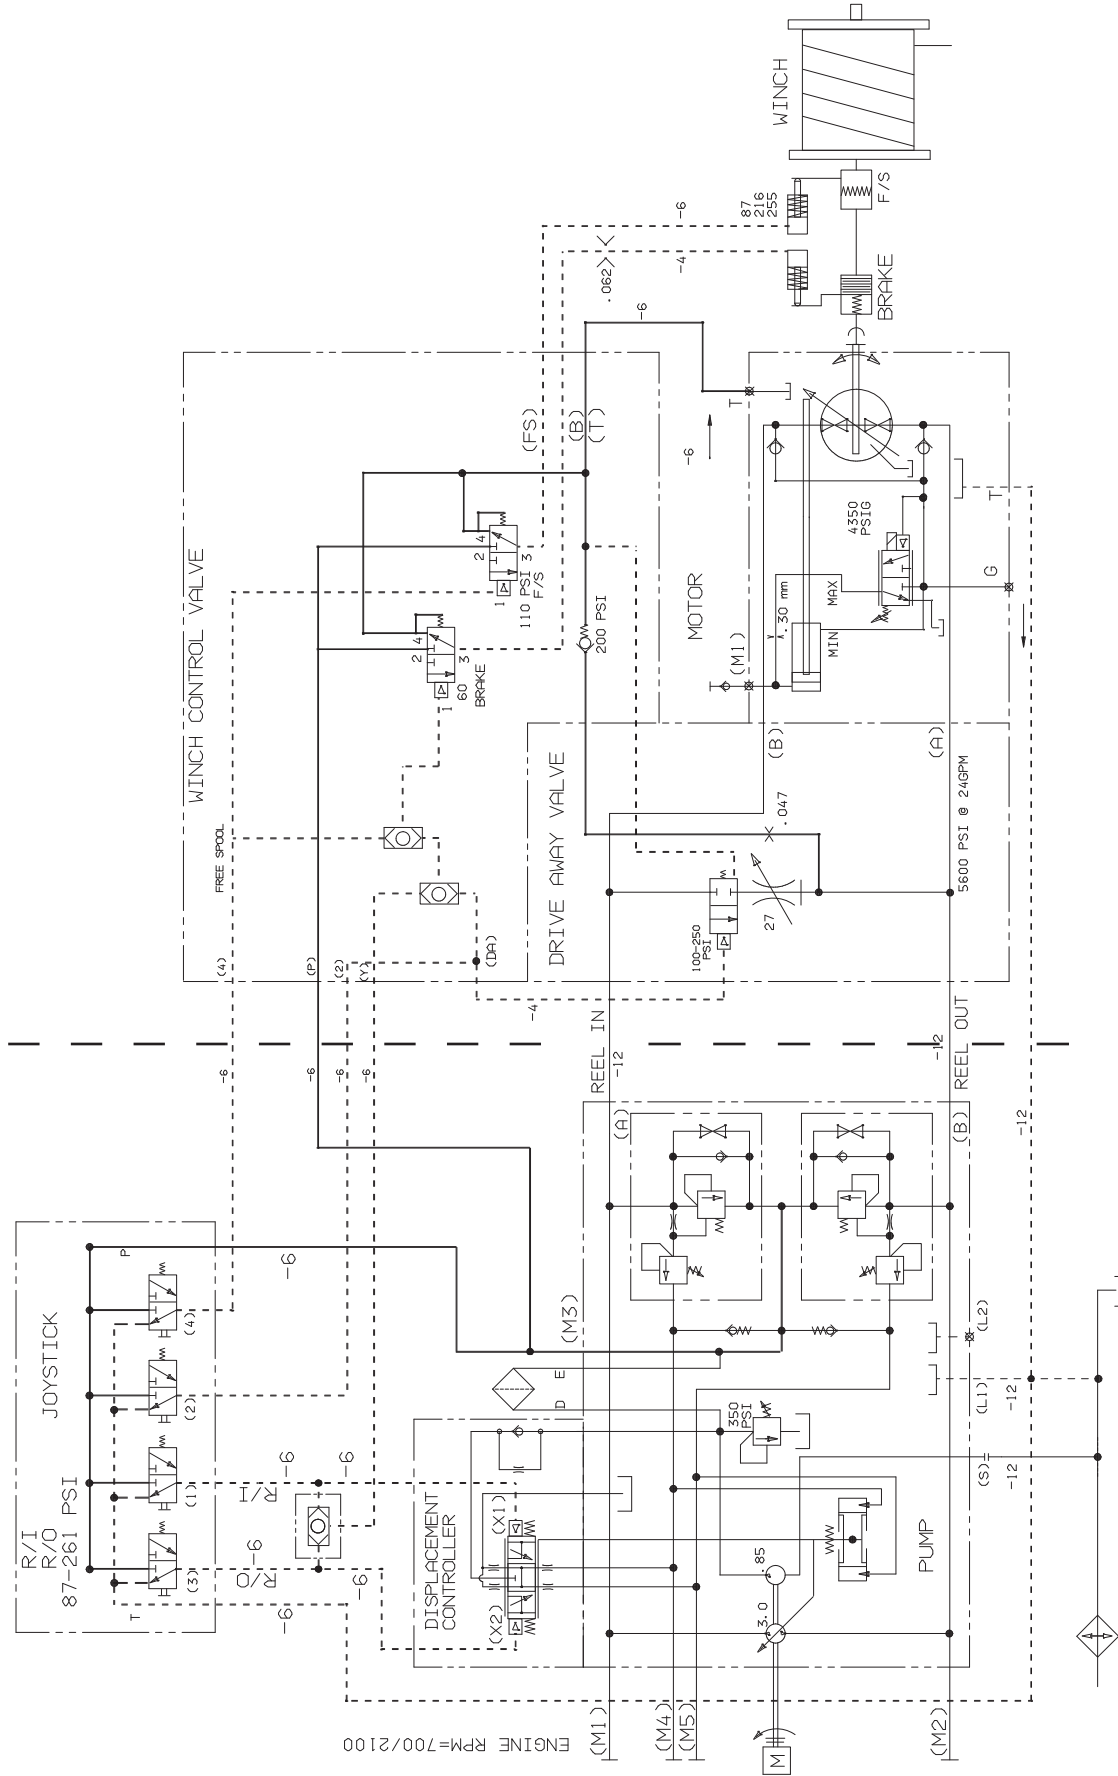 WINCH
F/S
87
216
255
-6
-4
.062
BRAKE
-6
WINCH CONTROL VALVE
(FS)
(B)
(T)
2
4
1
3
110 PSI
F/S
2
4
1
3
60
BRAKE
200 PSI
FREE SPOOL
T
-6
4350
PSIG
MOTOR
.30 mm
MAX
MIN
(M1)
T
G
DRIVE AWAY VALVE
(B)
(A)
.047
5600 PSI @ 24GPM
27
100-250
PSI
(4)
(P)
(2)
(Y)
(DA)
-4
REEL IN
-12
REEL OUT
-12
-6
-6
-6
-6
-12
JOYSTICK
R/I
R/O
87-261 PSI
P
T
(4)
(2)
(1)
(3)
-6
-6
-6
R/I
-6
R/O
-6
-6
(M3)
(A)
(B)
D
E
350
PSI
(L2)
(L1)
-12
(S)
-12
DISPLACEMENT
CONTROLLER
(X1)
(X2)
PUMP
.85
3.0
(M1)
(M4)
(M5)
(M2)
M
ENGINE RPM=700/2100